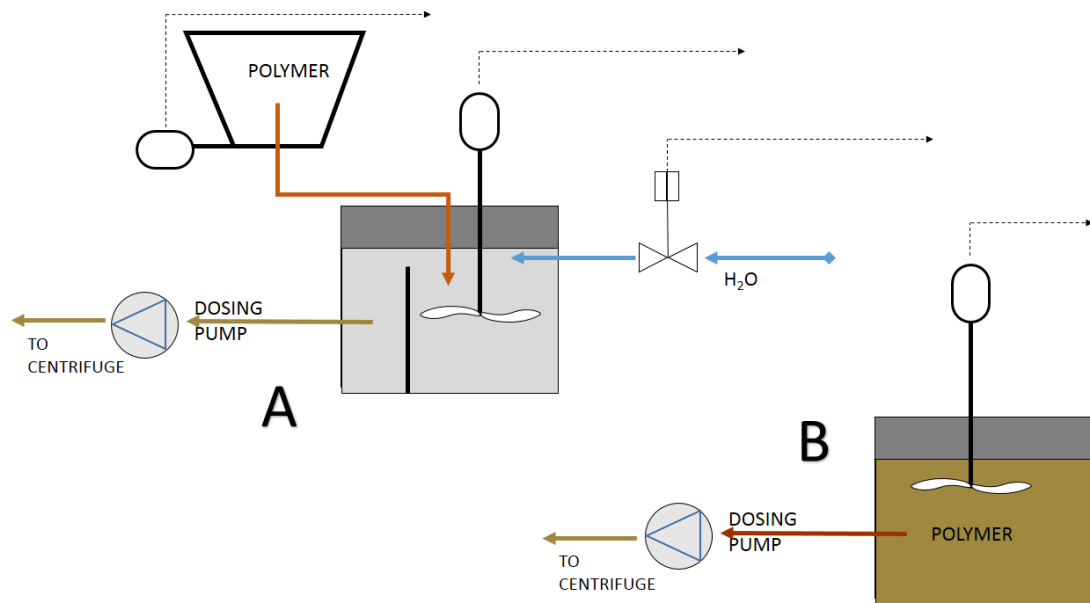 POLYMER
H₂O
DOSING
PUMP
TO
CENTRIFUGE
A
B
DOSING
PUMP
POLYMER
TO
CENTRIFUGE